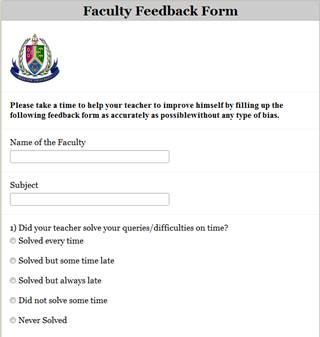 Faculty Feedback Form
Please take a time to help your teacher to improve himself by filling up the
following feedback form as accurately as possiblewithout any type of bias.
Name of the Faculty
Subject
1) Did your teacher solve your queries/difficulties on time?
Solved every time
Solved but some time late
Solved but always late
Did not solve some time
Never Solved